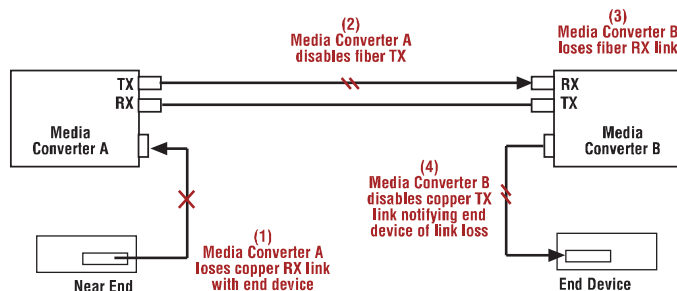 (2)
Media Converter A
disables fiber TX
(3)
Media Converter B
loses fiber RX link
TX
RX
Media
Converter A
RX
TX
Media
Converter B
(4)
Media Converter B
disables copper TX
link notifying end
device of link loss
(1)
Media Converter A
loses copper RX link
with end device
Near End
End Device